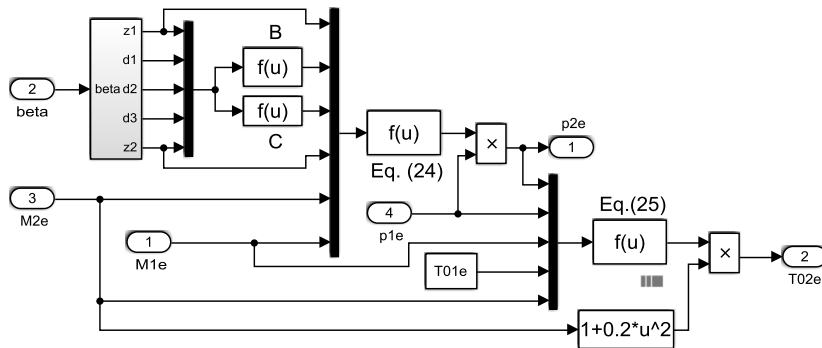 z1
d1
beta d2
d3
z2
2
beta
B
f(u)
f(u)
C
f(u)
Eq. (24)
×
p2e
1
3
M2e
1
M1e
4
p1e
T01e
Eq.(25)
f(u)
×
2
T02e
1+0.2*u^2